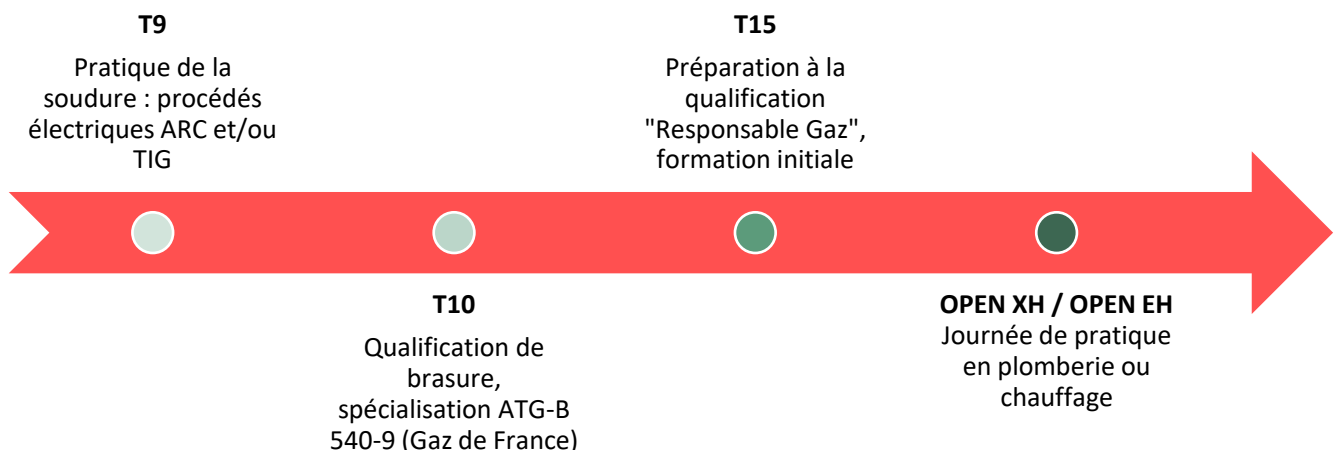 T9
Pratique de la
soudure : procédés
électriques ARC et/ou
TIG
T15
Préparation à la
qualification
"Responsable Gaz",
formation initiale
T10
Qualification de
brasure,
spécialisation ATG-B
540-9 (Gaz de France)
OPEN XH / OPEN EH
Journée de pratique
en plomberie ou
chauffage